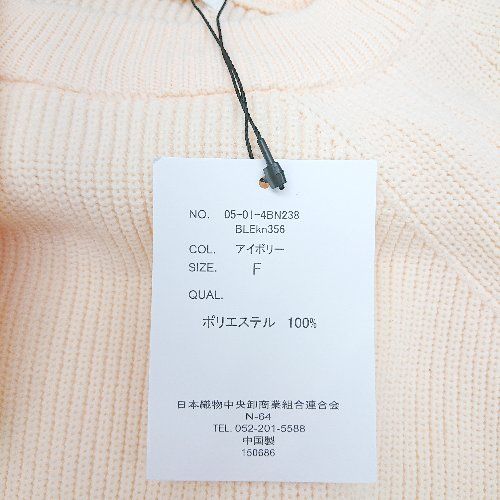 NO. 05-01-4BN238
BLEkn356
COL. アイボリー
SIZE. F
QUAL.
ポリエステル 100%
日本織物中央卸商業組合連合会
N-64
TEL. 052-201-5588
中国製
150686